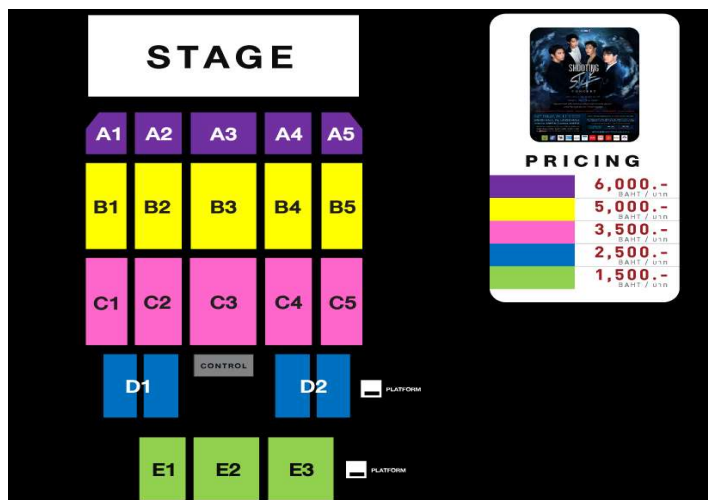 STAGE
A1 A2 A3 A4 A5
B1 B2 B3 B4 B5
C1 C2 C3 C4 C5
CONTROL
D1 D2
PLATFORM
E1 E2 E3
PLATFORM
SHOOTING
STAR
CONCERT
PRICING
6,000.-
BAHT / บาท
5,000.-
BAHT / บาท
3,500.-
BAHT / บาท
2,500.-
BAHT / บาท
1,500.-
BAHT / บาท